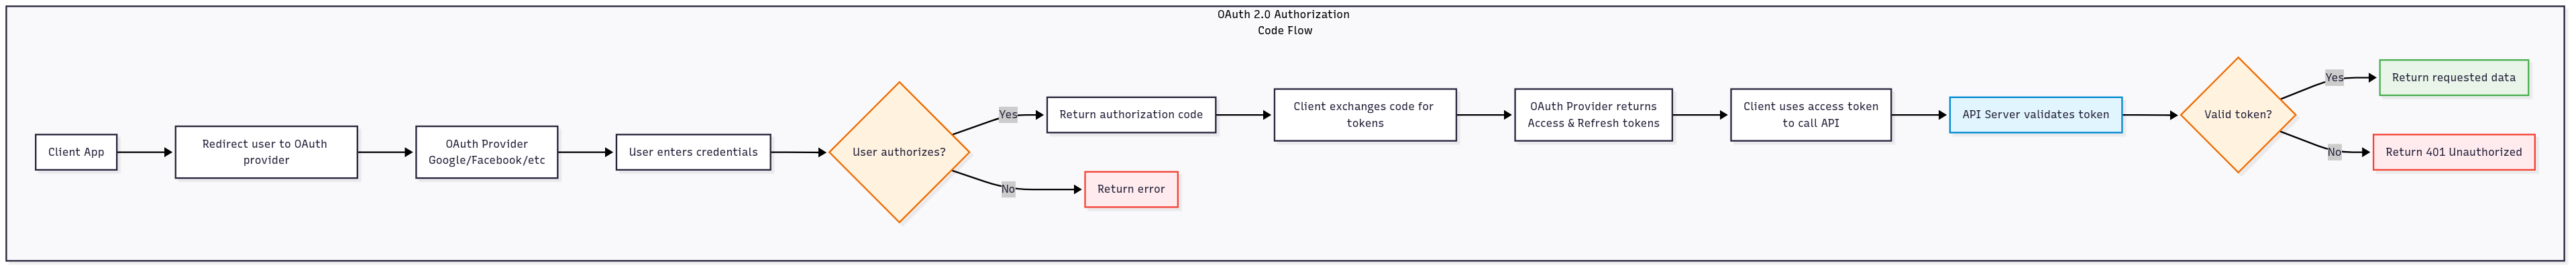 OAuth 2.0 Authorization
Code Flow
Client App
Redirect user to OAuth
provider
OAuth Provider
Google/Facebook/etc
User enters credentials
User authorizes?
Yes
Return authorization code
No
Return error
Client exchanges code for
tokens
OAuth Provider returns
Access & Refresh tokens
Client uses access token
to call API
API Server validates token
Valid token?
Yes
Return requested data
No
Return 401 Unauthorized